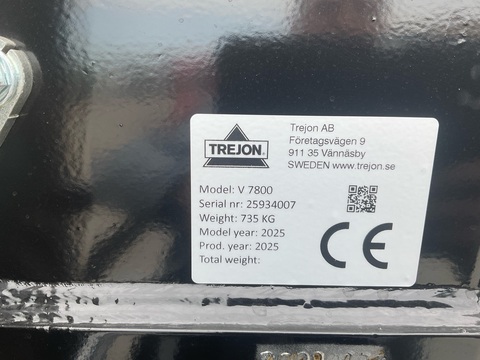 TREJON
Trejon AB
Företagsvägen 9
911 35 Vännäsby
SWEDEN www.trejon.se
Model: V 7800
Serial nr: 25934007
Weight: 735 KG
Model year: 2025
Prod. year: 2025
Total weight:
CE